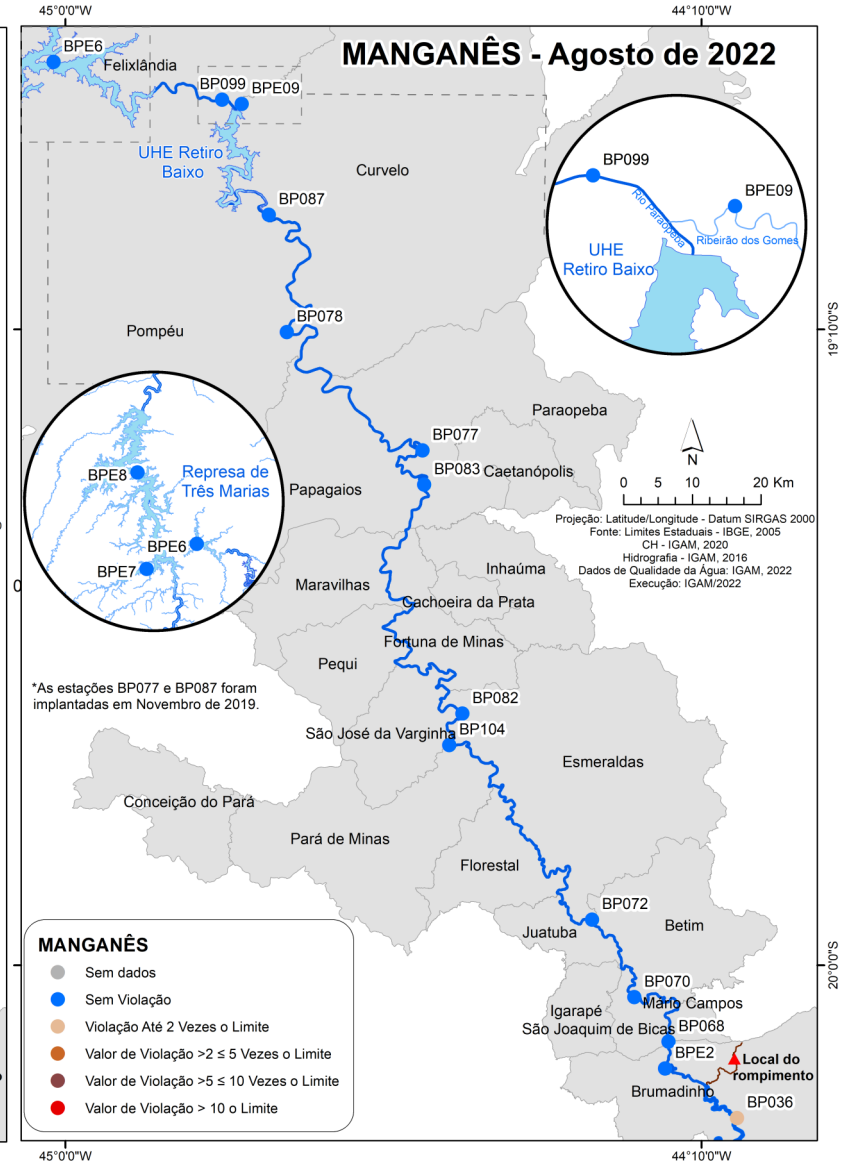 45°0'0"W
44°10'0"W
MANGANÊS - Agosto de 2022
BPE6
Felixlândia
BP099
BPE09
UHE Retiro
Baixo
Curvelo
BP087
BP099
BPE09
Rio Paraopeba
Ribeirão dos Gomes
UHE
Retiro Baixo
BP078
Pompéu
19°10'0"S
Paraopeba
BP077
N
BP083
Caetanópolis
Papagaios
0 5 10 20 Km
BPE8
Represa de
Três Marias
BPE6
BPE7
Projeção: Latitude/Longitude - Datum SIRGAS 2000
Fonte: Limites Estaduais - IBGE, 2005
CH - IGAM, 2020
Hidrografia - IGAM, 2016
Dados de Qualidade da Água: IGAM, 2022
Execução: IGAM/2022
Inhaúma
Maravilhas
Cachoeira da Prata
Fortuna de Minas
Pequi
*As estações BP077 e BP087 foram
implantadas em Novembro de 2019.
BP082
São José da Varginha
BP104
Esmeraldas
Conceição do Pará
Pará de Minas
Florestal
BP072
Juatuba
Betim
20°0'0"S
BP070
Mário Campos
Igarapé
São Joaquim de Bicas
BP068
BPE2
Local do
rompimento
Brumadinho
BP036
MANGANÊS
Sem dados
Sem Violação
Violação Até 2 Vezes o Limite
Valor de Violação >2 ≤ 5 Vezes o Limite
Valor de Violação >5 ≤ 10 Vezes o Limite
Valor de Violação > 10 o Limite
45°0'0"W
44°10'0"W